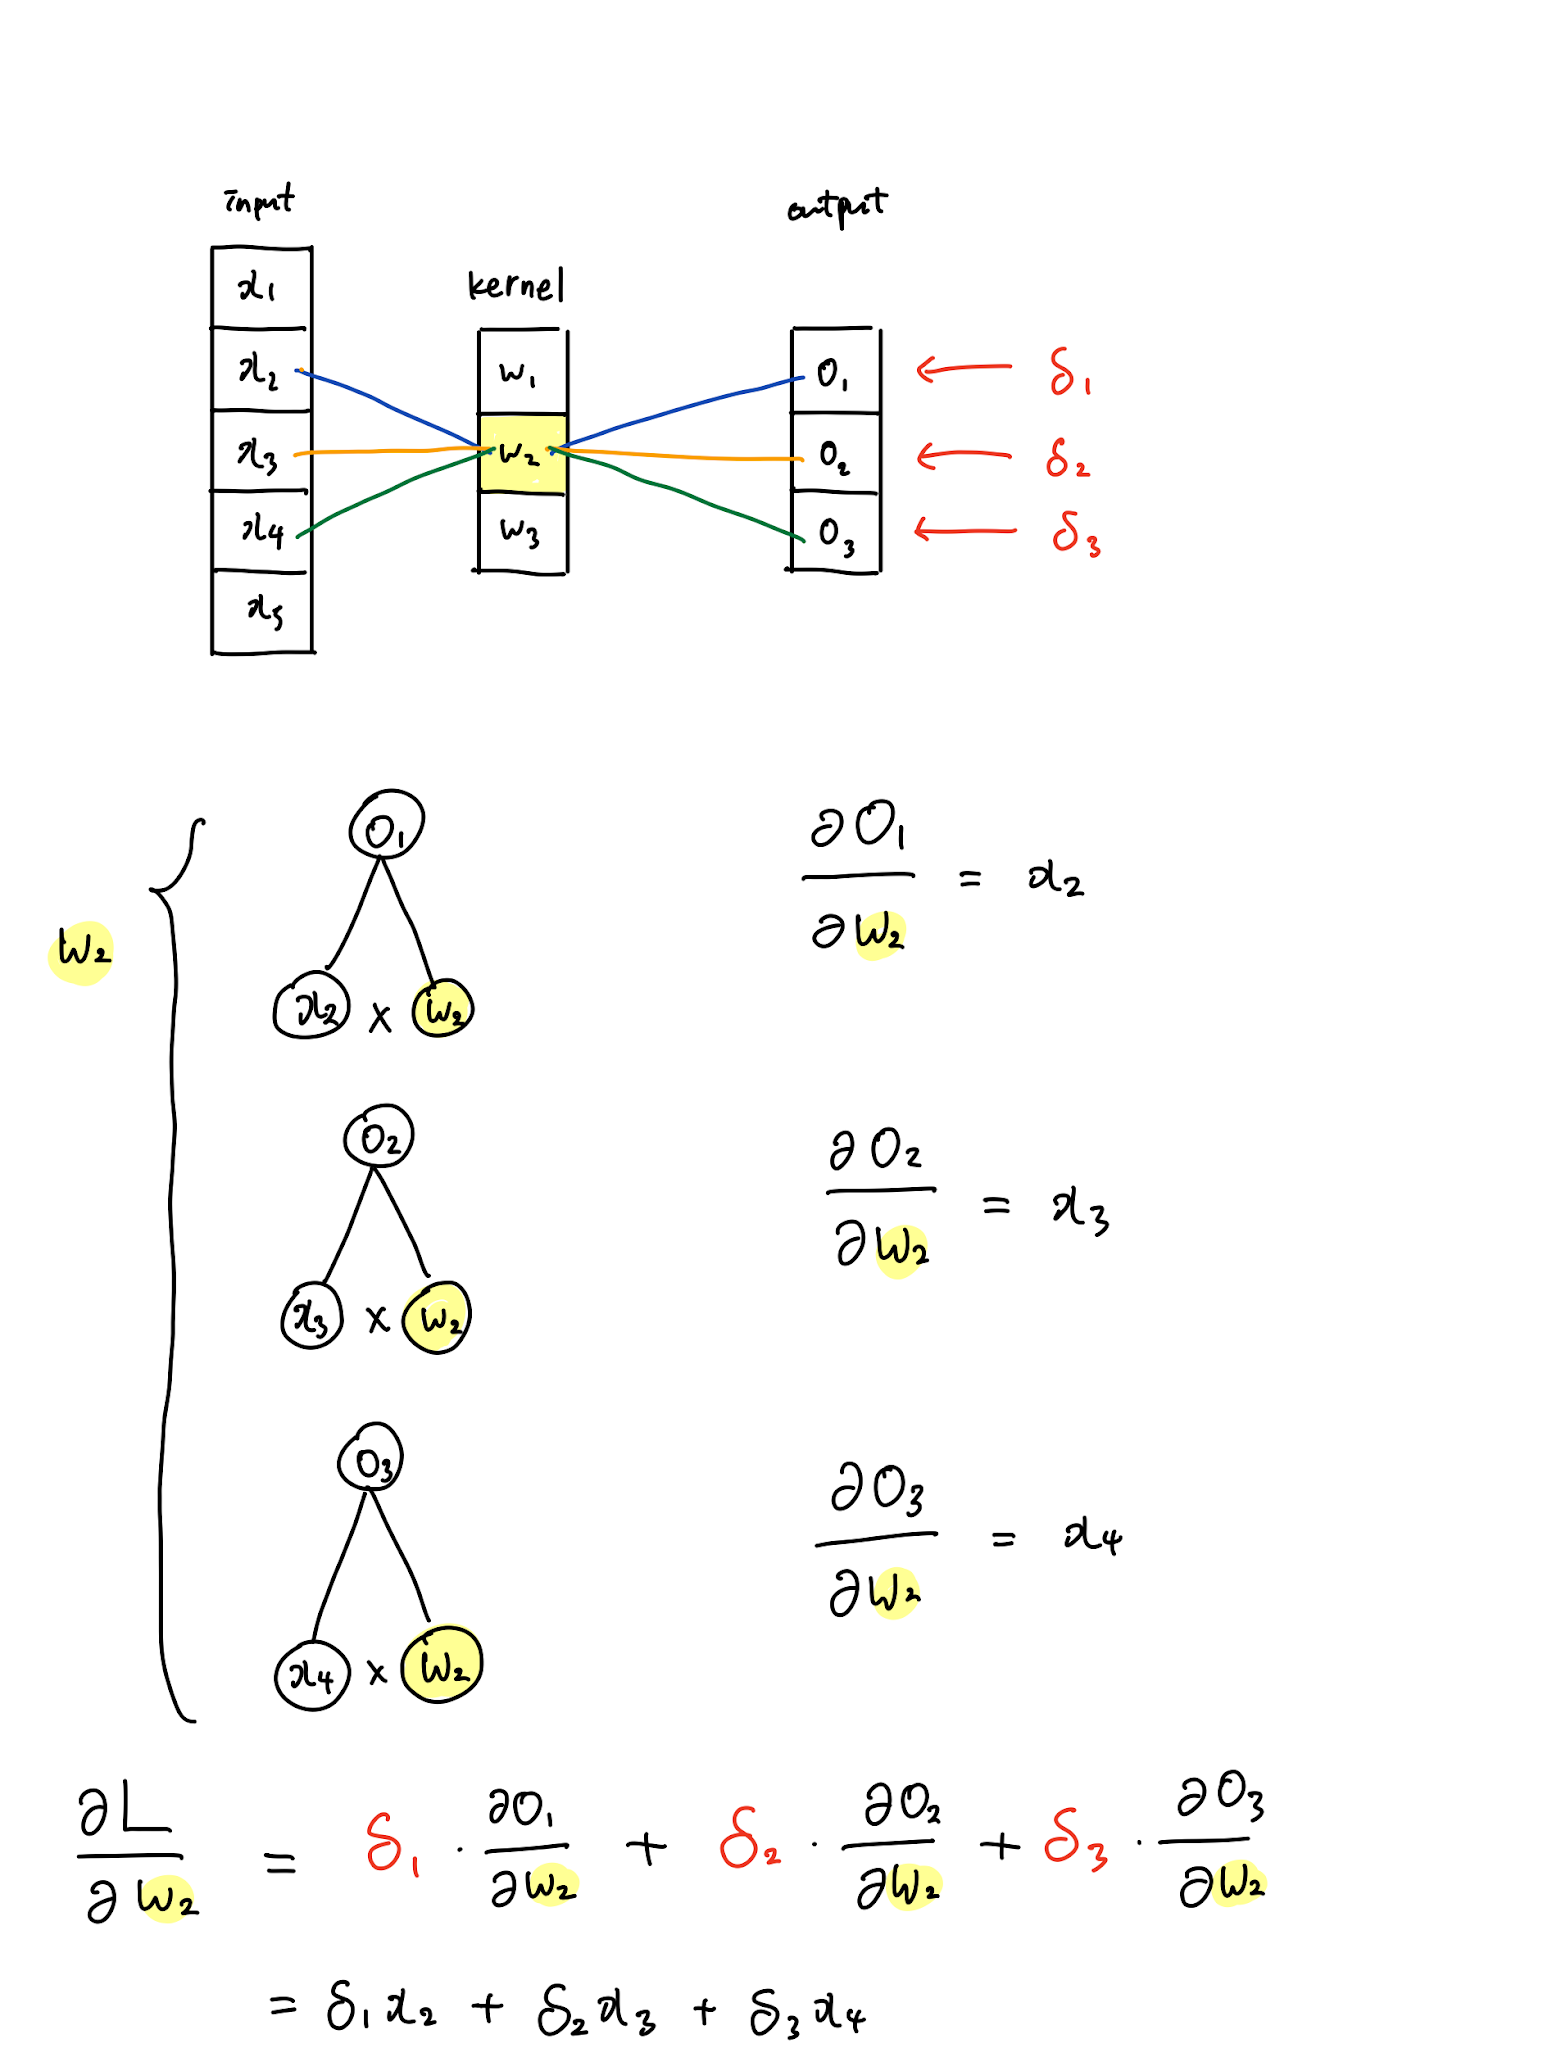 input
output
kernel
x₁
x₂ w₁ O₁ ← δ₁
x₃ w₂ O₂ ← δ₂
x₄ w₃ O₃ ← δ₃
x₅
O₁
∂O₁/∂W₂ = x₂
W₂
x₂ × W₂
O₂
∂O₂/∂W₂ = x₃
x₃ × W₂
O₃
∂O₃/∂W₂ = x₄
x₄ × W₂
∂L/∂W₂ = δ₁ · ∂O₁/∂W₂ + δ₂ · ∂O₂/∂W₂ + δ₃ · ∂O₃/∂W₂
= δ₁x₂ + δ₂x₃ + δ₃x₄